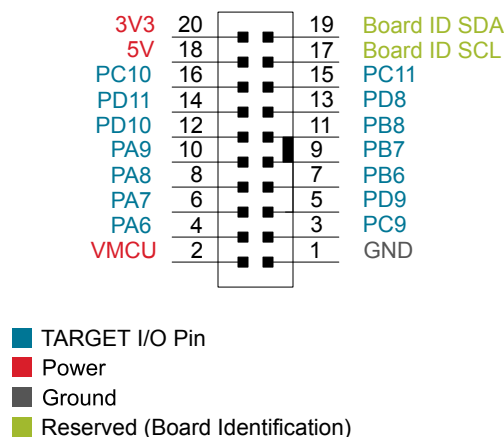 3V3 20 19 Board ID SDA
5V 18 17 Board ID SCL
PC10 16 15 PC11
PD11 14 13 PD8
PD10 12 11 PB8
PA9 10 9 PB7
PA8 8 7 PB6
PA7 6 5 PD9
PA6 4 3 PC9
VMCU 2 1 GND
TARGET I/O Pin
Power
Ground
Reserved (Board Identification)